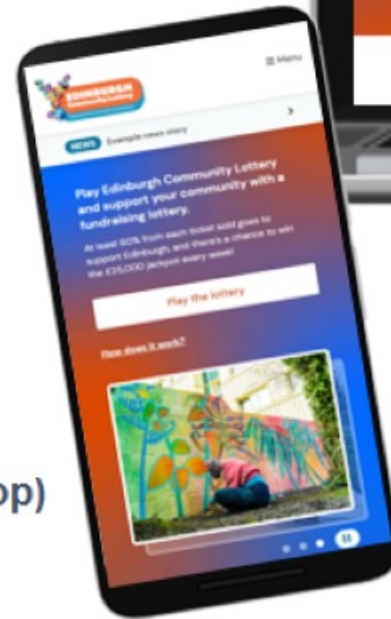 EDINBURGH
Community Lottery
Menu
NEWS Example news story
Play Edinburgh Community Lottery
and support your community with a
fundraising lottery.
At least 60% from each ticket sold goes to
support Edinburgh, and there's a chance to win
the £25,000 jackpot every week!
Play the lottery
How does it work?
op)